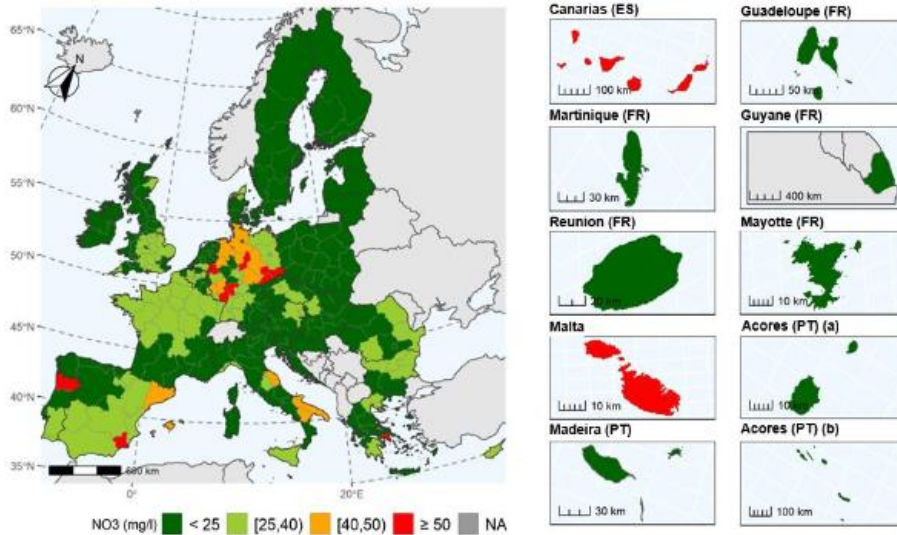 65°N
N
60°N
55°N
50°N
45°N
40°N
35°N
0°
20°E
NO3 (mg/l)
< 25
[25,40)
[40,50)
≥ 50
NA
Canarias (ES)
100 km
Guadeloupe (FR)
50 km
Martinique (FR)
30 km
Guyane (FR)
400 km
Reunion (FR)
km
Mayotte (FR)
10 km
Malta
10 km
Acores (PT) (a)
10 km
Madeira (PT)
30 km
Acores (PT) (b)
100 km